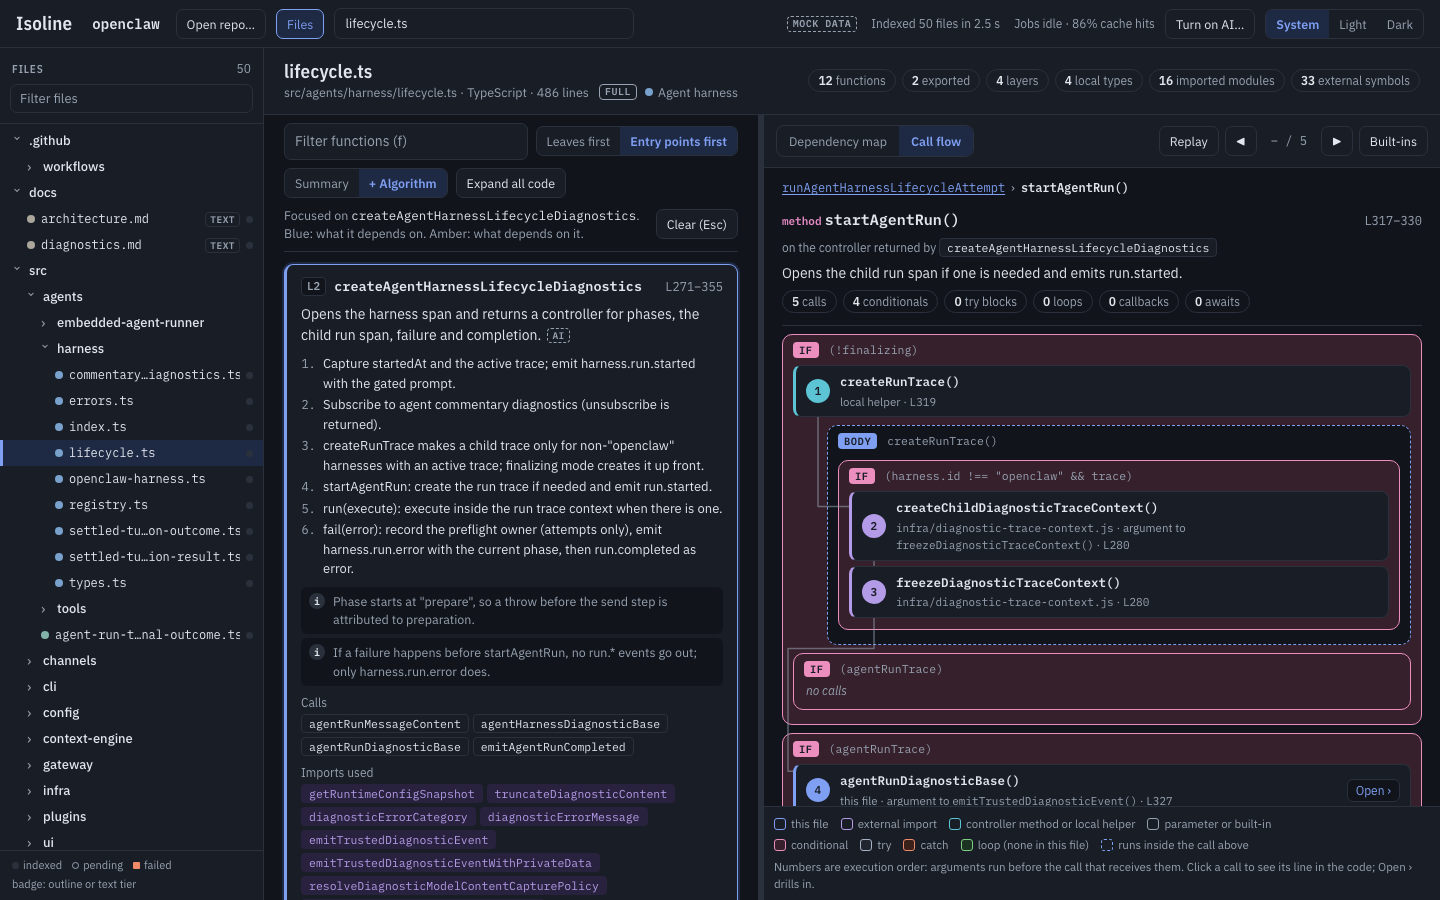 Isoline openclaw Open repo... Files lifecycle.ts MOCK DATA Indexed 50 files in 2.5 s Jobs idle · 86% cache hits Turn on AI... System Light Dark
FILES 50
Filter files
.github
workflows
docs
architecture.md TEXT
diagnostics.md TEXT
src
agents
embedded-agent-runner
harness
commentary…iagnostics.ts
errors.ts
index.ts
lifecycle.ts
openclaw-harness.ts
registry.ts
settled-tu…on-outcome.ts
settled-tu…ion-result.ts
types.ts
tools
agent-run-t…nal-outcome.ts
channels
cli
config
context-engine
gateway
infra
plugins
ui
indexed pending failed
badge: outline or text tier
lifecycle.ts
src/agents/harness/lifecycle.ts · TypeScript · 486 lines FULL Agent harness
12 functions 2 exported 4 layers 4 local types 16 imported modules 33 external symbols
Filter functions (f) Leaves first Entry points first
Summary + Algorithm Expand all code
Focused on createAgentHarnessLifecycleDiagnostics.
Blue: what it depends on. Amber: what depends on it.
Clear (Esc)
L2 createAgentHarnessLifecycleDiagnostics L271–355
Opens the harness span and returns a controller for phases, the
child run span, failure and completion. AI
1. Capture startedAt and the active trace; emit harness.run.started
with the gated prompt.
2. Subscribe to agent commentary diagnostics (unsubscribe is
returned).
3. createRunTrace makes a child trace only for non-"openclaw"
harnesses with an active trace; finalizing mode creates it up front.
4. startAgentRun: create the run trace if needed and emit run.started.
5. run(execute): execute inside the run trace context when there is one.
6. fail(error): record the preflight owner (attempts only), emit
harness.run.error with the current phase, then run.completed as
error.
i Phase starts at "prepare", so a throw before the send step is
attributed to preparation.
i If a failure happens before startAgentRun, no run.* events go out;
only harness.run.error does.
Calls
agentRunMessageContent agentHarnessDiagnosticBase
agentRunDiagnosticBase emitAgentRunCompleted
Imports used
getRuntimeConfigSnapshot truncateDiagnosticContent
diagnosticErrorCategory diagnosticErrorMessage
emitTrustedDiagnosticEvent
emitTrustedDiagnosticEventWithPrivateData
resolveDiagnosticModelContentCapturePolicy
Dependency map Call flow Replay ◀ – / 5 ▶ Built-ins
runAgentHarnessLifecycleAttempt › startAgentRun()
method startAgentRun() L317–330
on the controller returned by createAgentHarnessLifecycleDiagnostics
Opens the child run span if one is needed and emits run.started.
5 calls 4 conditionals 0 try blocks 0 loops 0 callbacks 0 awaits
IF (!finalizing)
1 createRunTrace()
local helper · L319
BODY createRunTrace()
IF (harness.id !== "openclaw" && trace)
2 createChildDiagnosticTraceContext()
infra/diagnostic-trace-context.js · argument to
freezeDiagnosticTraceContext() · L280
3 freezeDiagnosticTraceContext()
infra/diagnostic-trace-context.js · L280
IF (agentRunTrace)
no calls
IF (agentRunTrace)
4 agentRunDiagnosticBase()
this file · argument to emitTrustedDiagnosticEvent() · L327
Open ›
this file external import controller method or local helper parameter or built-in
conditional try catch loop (none in this file) runs inside the call above
Numbers are execution order: arguments run before the call that receives them. Click a call to see its line in the code; Open ›
drills in.